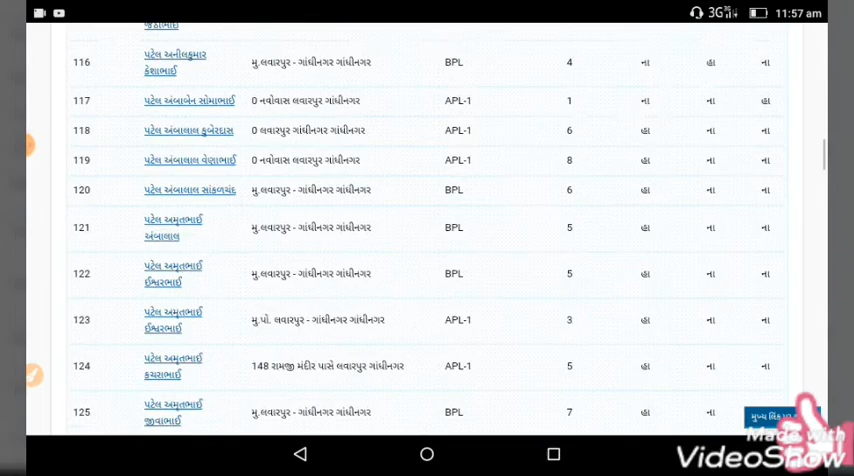 3G 11:57 am
જેઠાભાઈ
116 પટેલ અનીલકુમાર કેશાભાઈ મુ.લવારપુર - ગાંધીનગર ગાંધીનગર BPL 4 ના હા ના
117 પટેલ અંબાબેન સોમાભાઈ 0 નવોવાસ લવારપુર ગાંધીનગર APL-1 1 ના ના હા
118 પટેલ અંબાલાલ કુબેરદાસ 0 લવારપુર ગાંધીનગર ગાંધીનગર APL-1 6 હા ના ના
119 પટેલ અંબાલાલ વેણાભાઈ 0 નવોવાસ લવારપુર ગાંધીનગર APL-1 8 હા ના ના
120 પટેલ અંબાલાલ સાંકળચંદ મુ.લવારપુર - ગાંધીનગર ગાંધીનગર BPL 6 હા ના ના
121 પટેલ અમૃતભાઈ અંબાલાલ મુ.લવારપુર - ગાંધીનગર ગાંધીનગર BPL 5 હા ના ના
122 પટેલ અમૃતભાઈ ઈશ્વરભાઈ મુ.લવારપુર - ગાંધીનગર ગાંધીનગર BPL 5 હા ના ના
123 પટેલ અમૃતભાઈ ઈશ્વરભાઈ મુ.પો. લવારપુર - ગાંધીનગર ગાંધીનગર APL-1 3 હા ના ના
124 પટેલ અમૃતભાઈ કચરાભાઈ 148 રામજી મંદિર પાસે લવારપુર ગાંધીનગર APL-1 5 હા ના ના
125 પટેલ અમૃતભાઈ જીવાભાઈ મુ.લવારપુર - ગાંધીનગર ગાંધીનગર BPL 7 હા ના
મુખ્ય લિંક પર
Made with
VideoShow